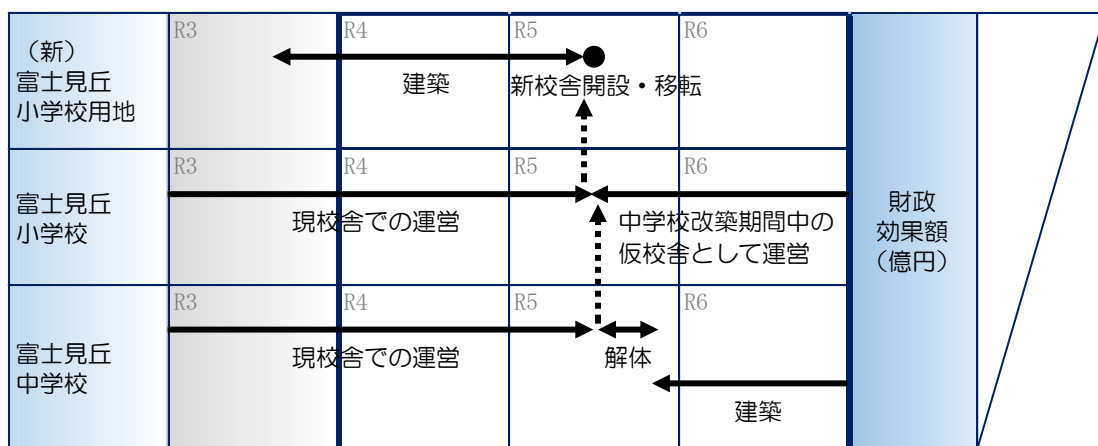 （新）
富士見丘
小学校用地
R3
R4
R5
R6
建築
新校舎開設・移転
富士見丘
小学校
R3
R4
R5
R6
現校舎での運営
中学校改築期間中の
仮校舎として運営
富士見丘
中学校
R3
R4
R5
R6
現校舎での運営
解体
建築
財政
効果額
（億円）